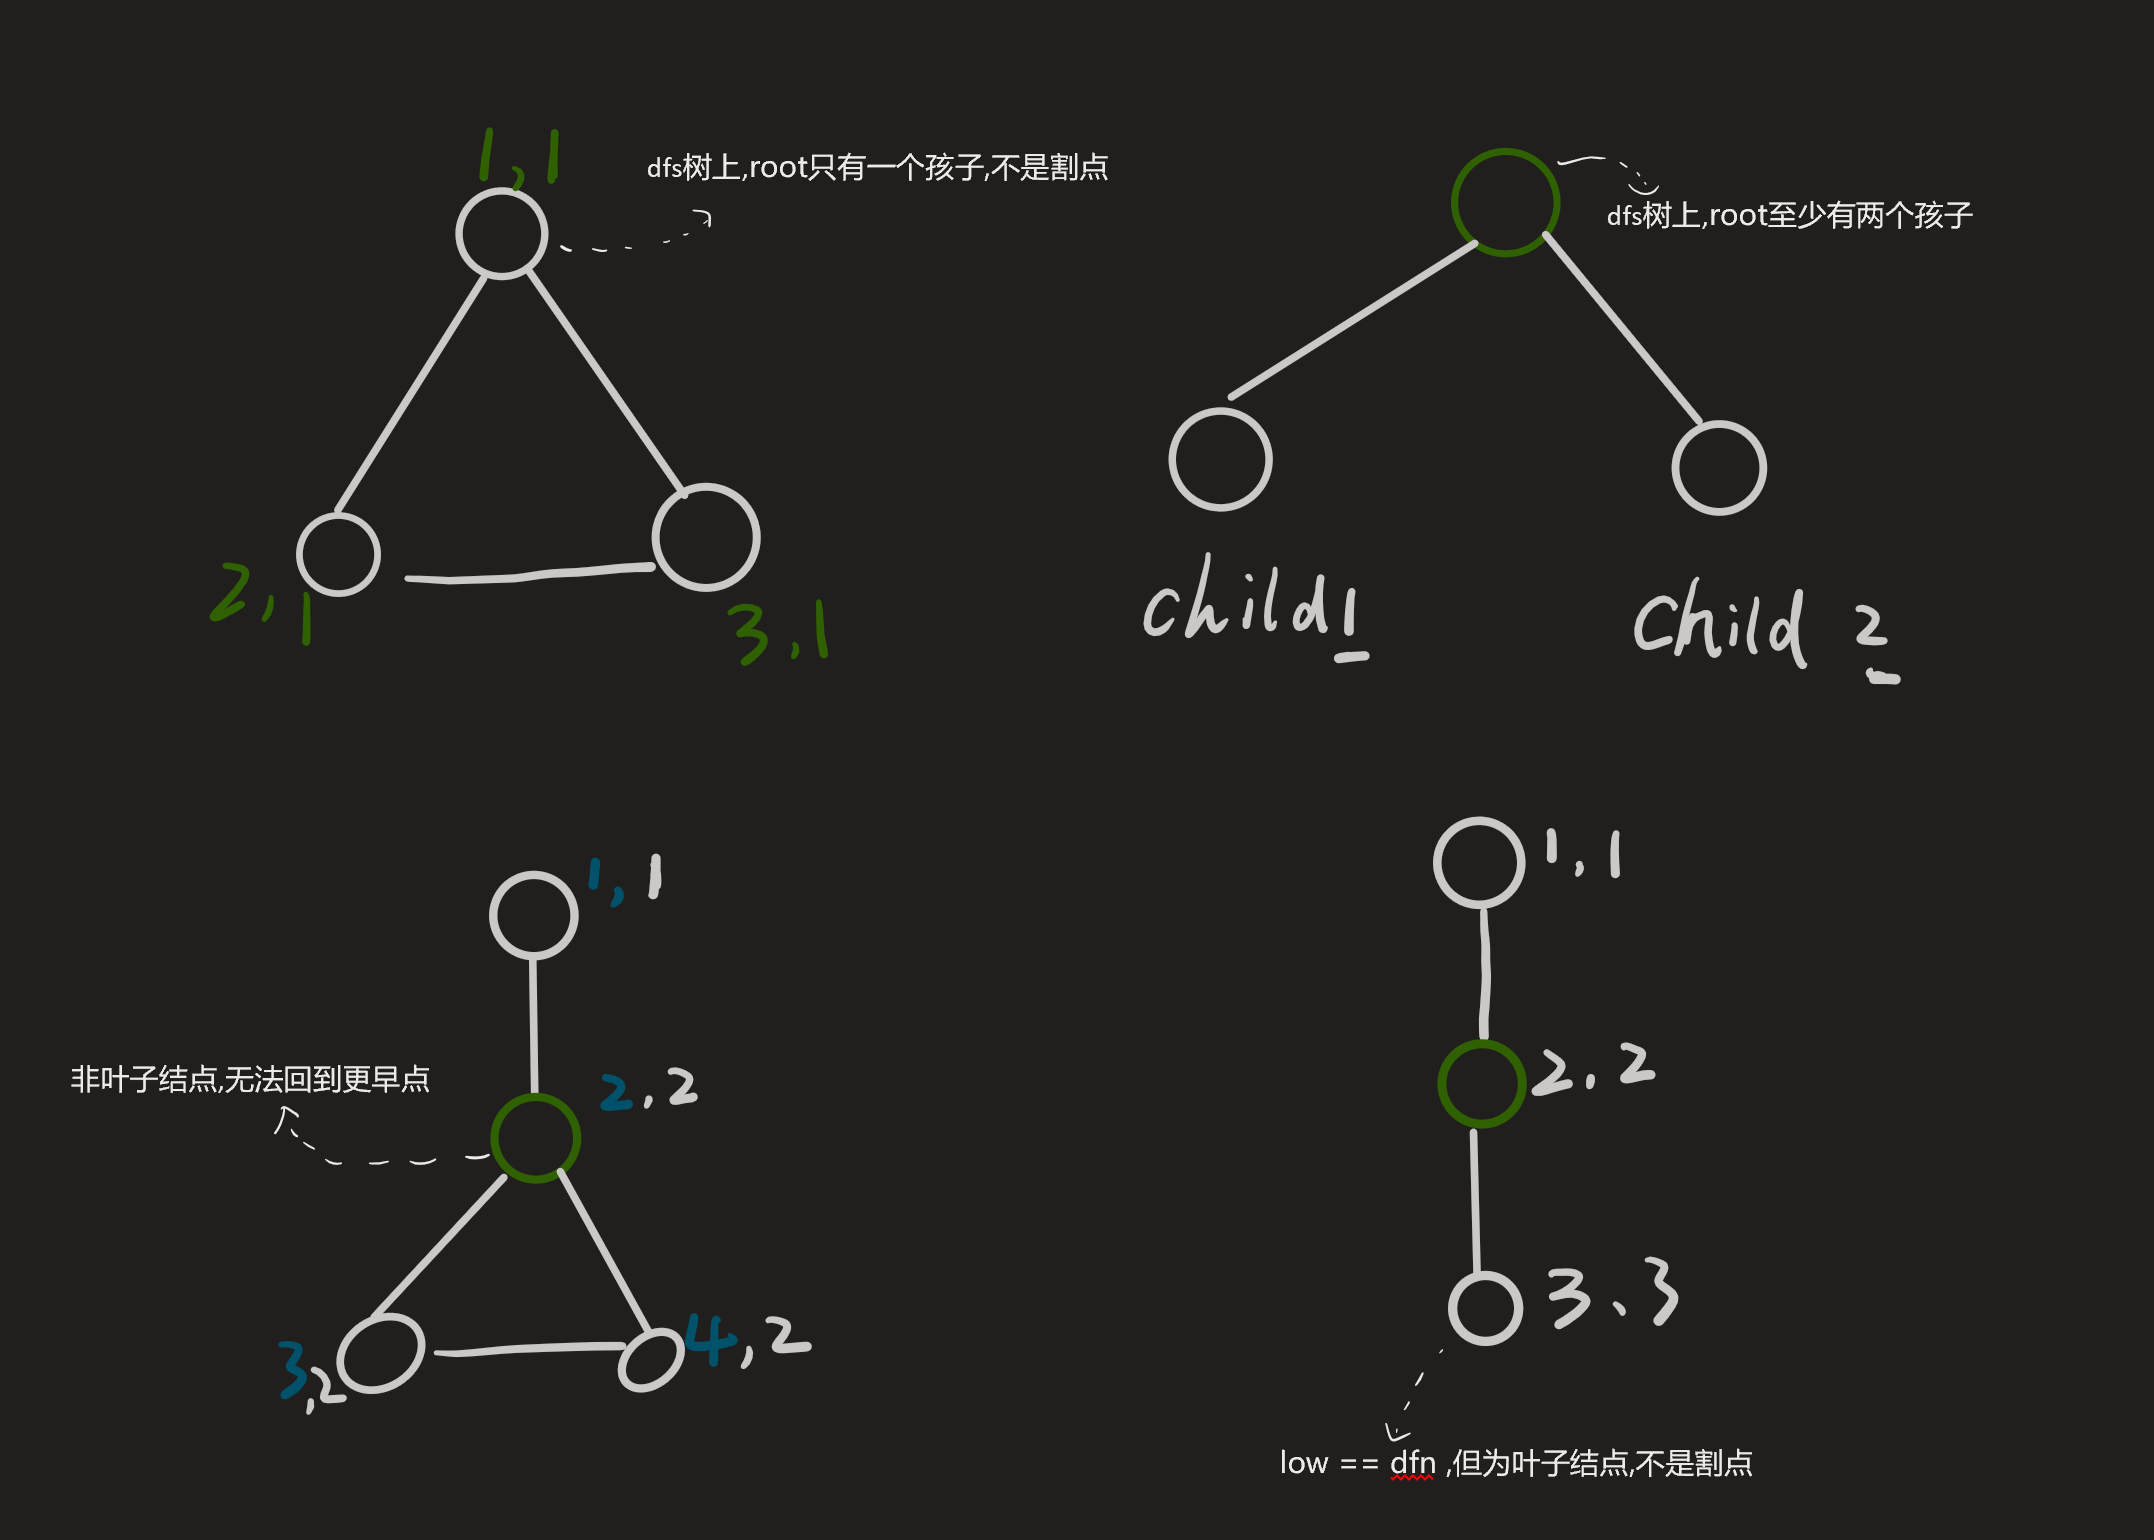 1,1
dfs树上,root只有一个孩子,不是割点
dfs树上,root至少有两个孩子
2,1
3,1
child1
Child 2
1,1
1,1
非叶子结点,无法回到更早点
2,2
2.2
3,2
4,2
3.3
low == dfn ,但为叶子结点,不是割点